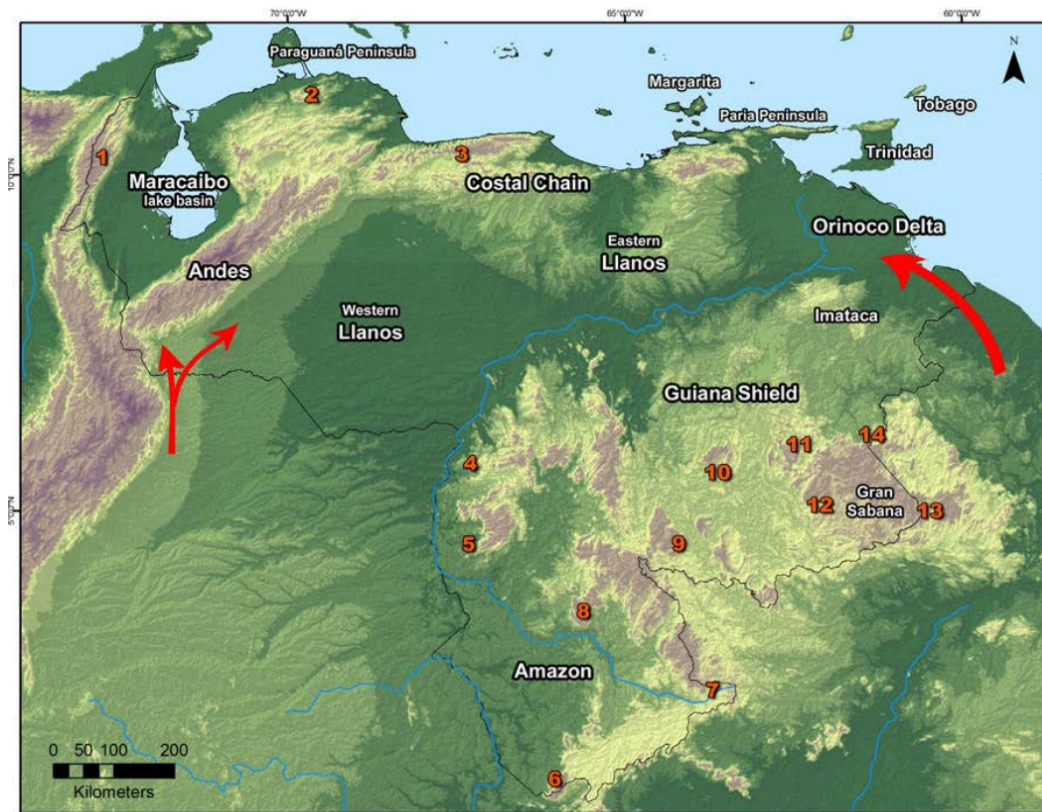 70°0'0"W
65°0'0"W
60°0'0"W
N
Paraguaná Peninsula
Margarita
Tobago
2
Paria Peninsula
Trinidad
1
3
10°0'0"N
Maracaibo
lake basin
Costal Chain
Orinoco Delta
Eastern
Llanos
Andes
Western
Llanos
Imataca
Guiana Shield
14
11
4
10
Gran
Sabana
12
13
5°0'0"N
5
9
8
Amazon
7
0 50 100 200
Kilometers
6